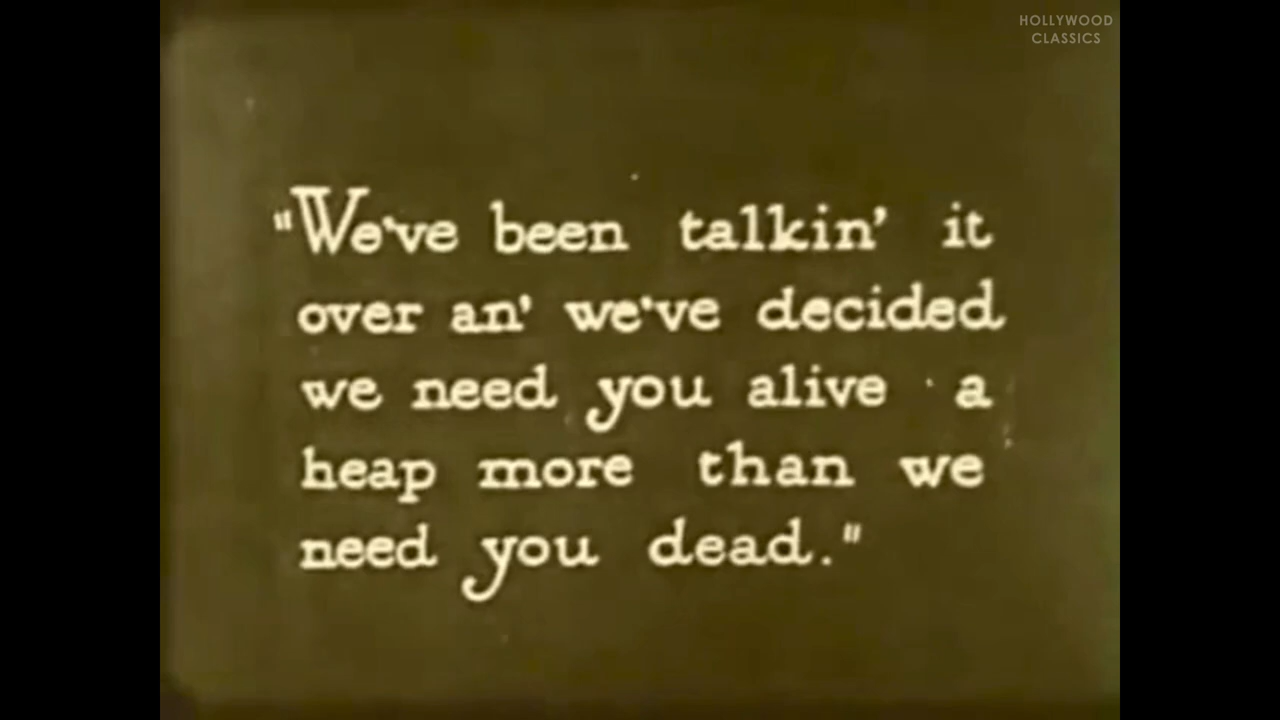 HOLLYWOOD
CLASSICS
"We've been talkin' it
over an' we've decided
we need you alive a
heap more than we
need you dead."